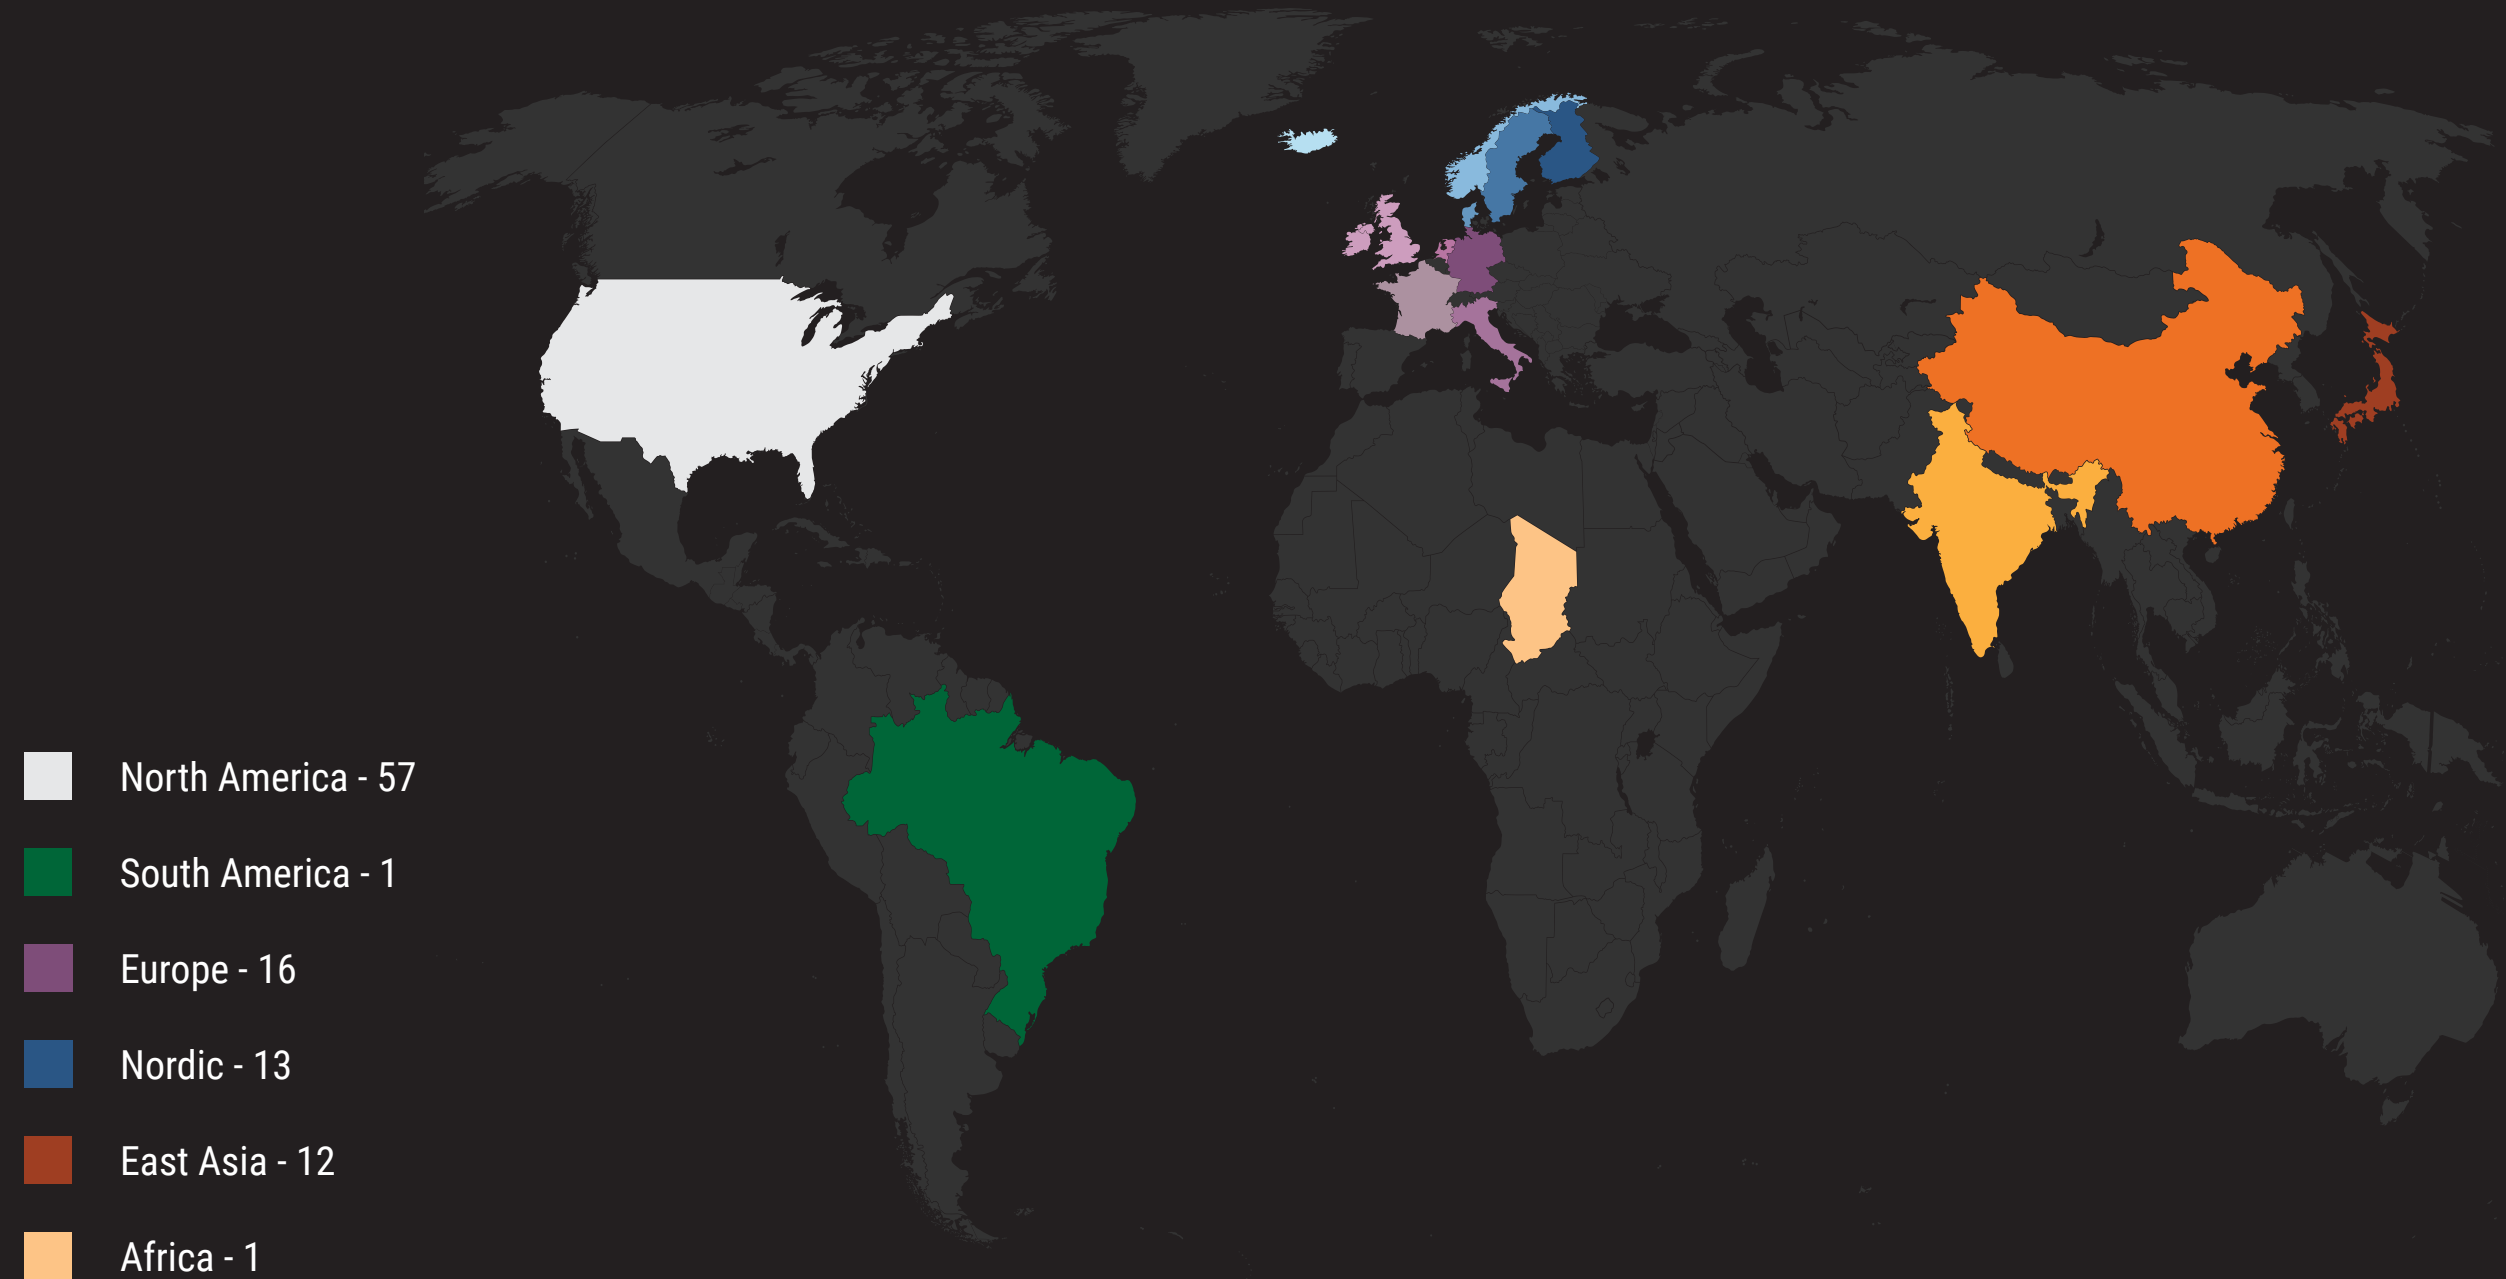 North America - 57
South America - 1
Europe - 16
Nordic - 13
East Asia - 12
Africa - 1